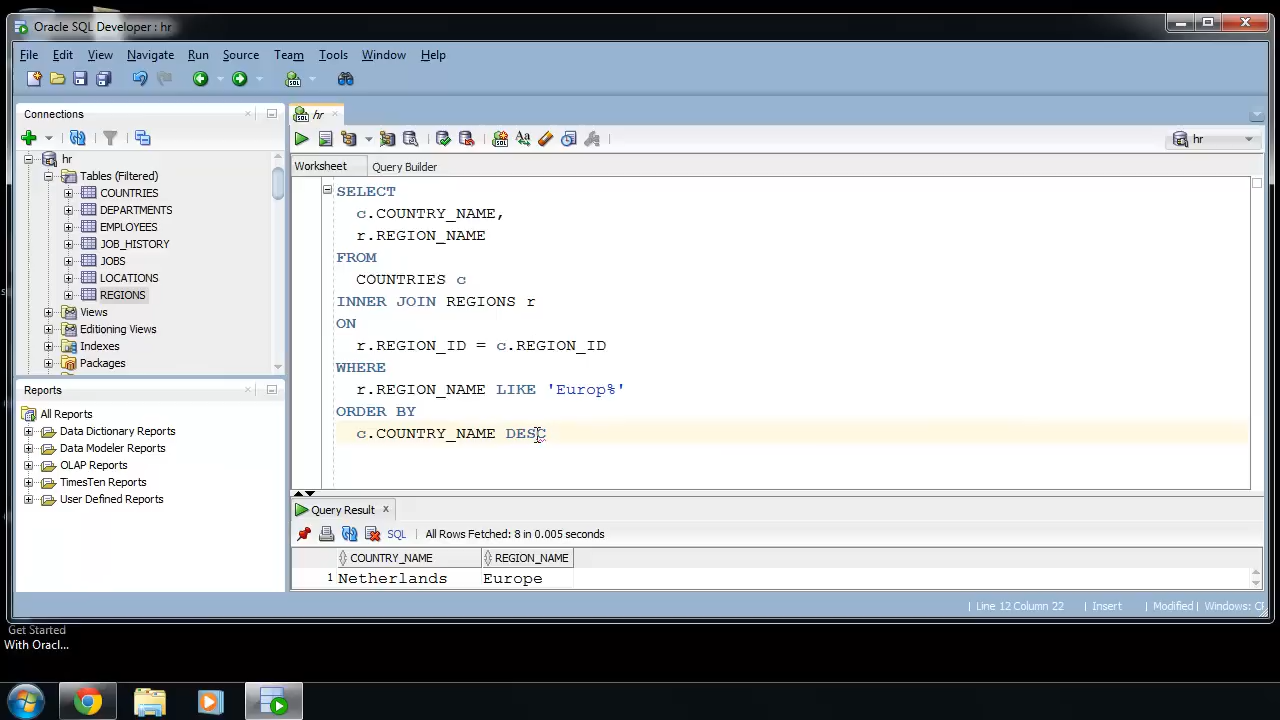 Oracle SQL Developer : hr
File Edit View Navigate Run Source Team Tools Window Help
Connections
hr
Tables (Filtered)
COUNTRIES
DEPARTMENTS
EMPLOYEES
JOB_HISTORY
JOBS
LOCATIONS
REGIONS
Views
Editioning Views
Indexes
Packages
Reports
All Reports
Data Dictionary Reports
Data Modeler Reports
OLAP Reports
TimesTen Reports
User Defined Reports
hr
hr
Worksheet Query Builder
SELECT
c.COUNTRY_NAME,
r.REGION_NAME
FROM
COUNTRIES c
INNER JOIN REGIONS r
ON
r.REGION_ID = c.REGION_ID
WHERE
r.REGION_NAME LIKE 'Europ%'
ORDER BY
c.COUNTRY_NAME DESC
Query Result
SQL | All Rows Fetched: 8 in 0.005 seconds
COUNTRY_NAME REGION_NAME
1 Netherlands Europe
Line 12 Column 22 | Insert | Modified | Windows:
Get Started
With Oracl...